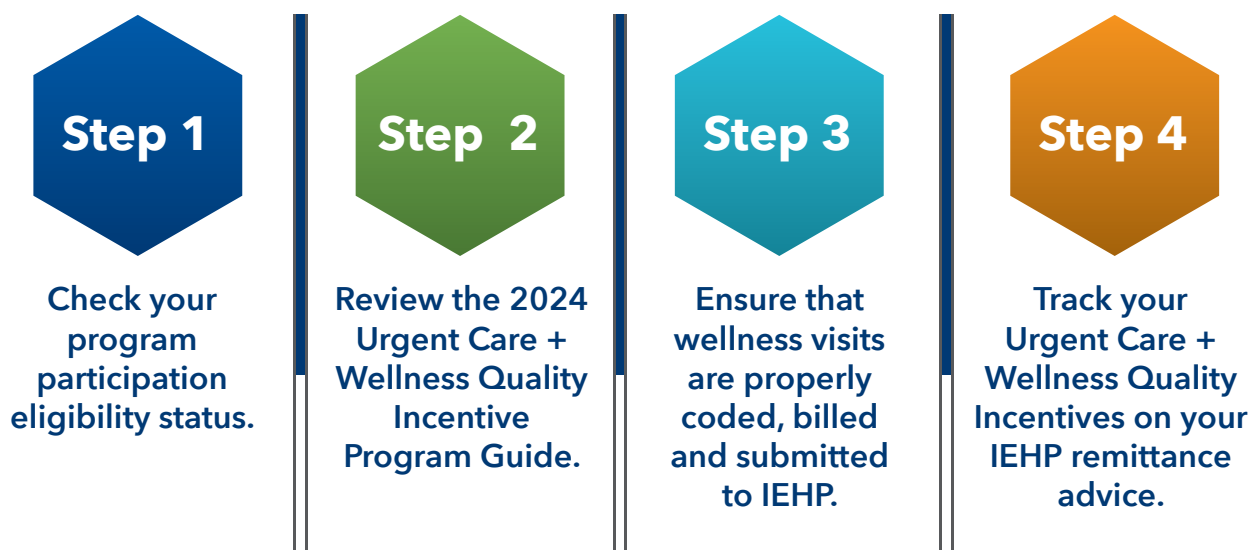 Step 1
Check your
program
participation
eligibility status.
Step 2
Review the 2024
Urgent Care +
Wellness Quality
Incentive
Program Guide.
Step 3
Ensure that
wellness visits
are properly
coded, billed
and submitted
to IEHP.
Step 4
Track your
Urgent Care +
Wellness Quality
Incentives on your
IEHP remittance
advice.